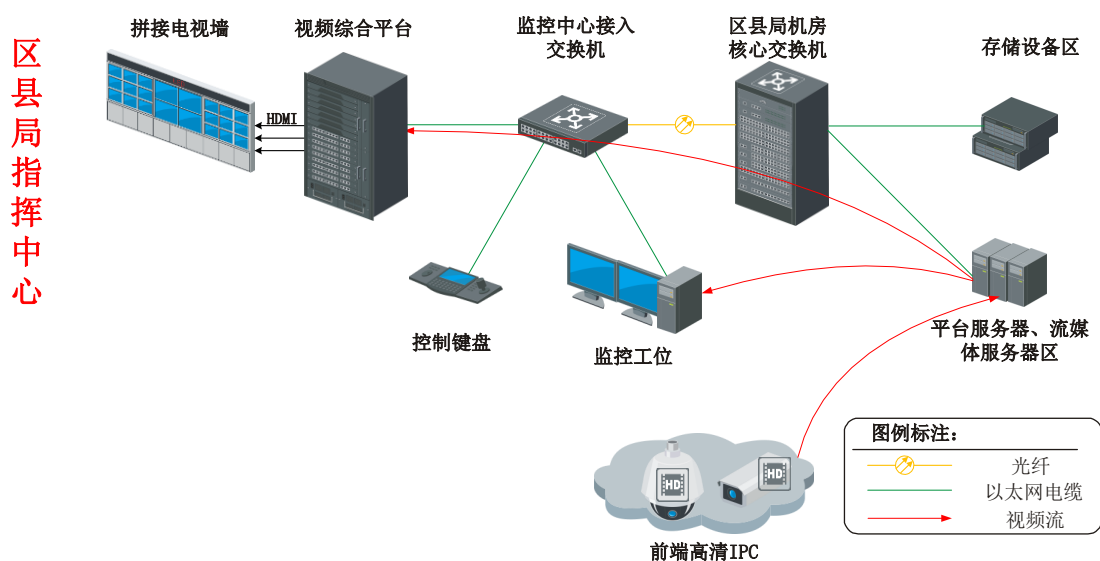 区县局指挥中心
拼接电视墙
视频综合平台
监控中心接入
交换机
区县局机房
核心交换机
存储设备区
HDMI
控制键盘
监控工位
平台服务器、流媒
体服务器区
HD
HD
前端高清IPC
图例标注:
光纤
以太网电缆
视频流